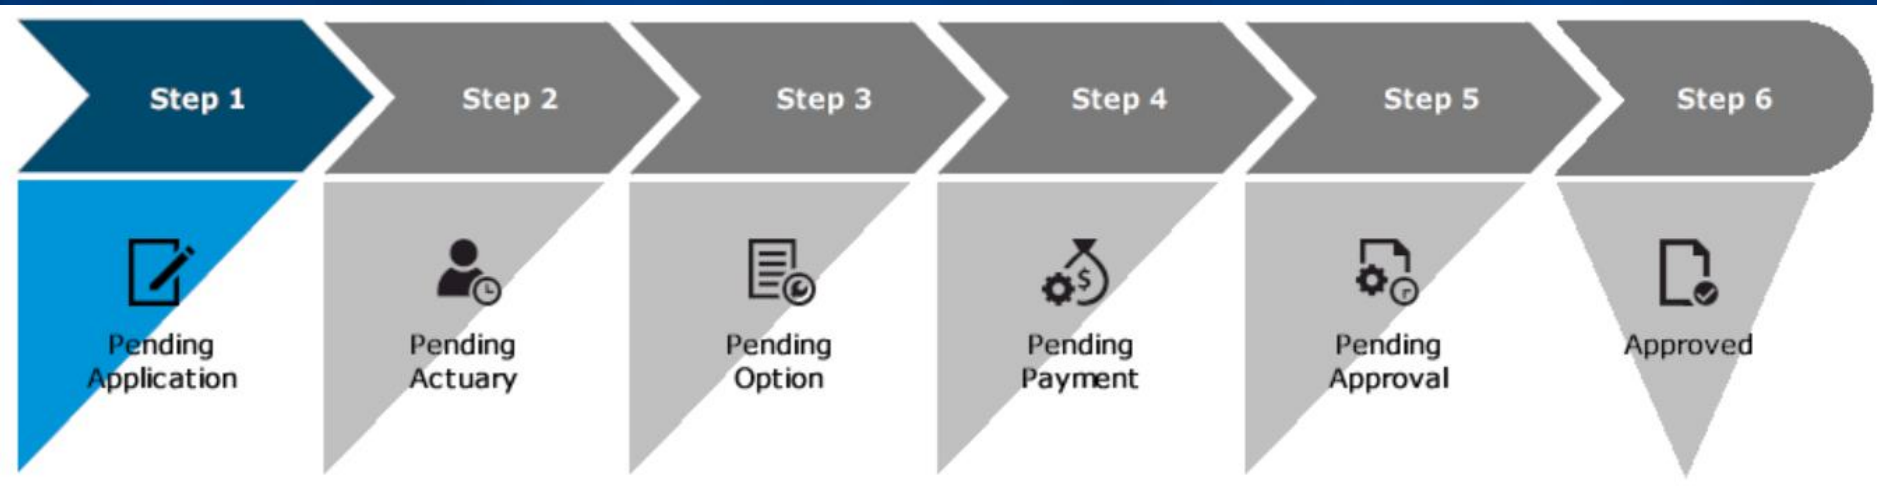 Step 1
Step 2
Step 3
Step 4
Step 5
Step 6
Pending
Application
Pending
Actuary
Pending
Option
$
Pending
Payment
Pending
Approval
Approved